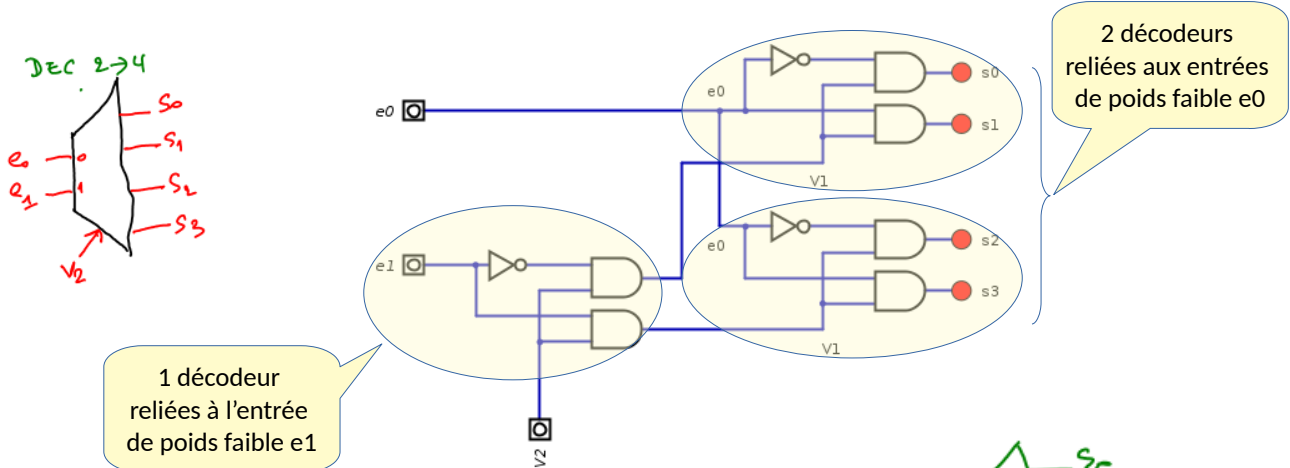 DEC 2→4
S0
S1
S2
S3
e0
0
e1
1
V2
e0
e0
s0
s1
V1
e1
e0
s2
s3
V1
V2
2 décodeurs
reliées aux entrées
de poids faible e0
1 décodeur
reliées à l’entrée
de poids faible e1